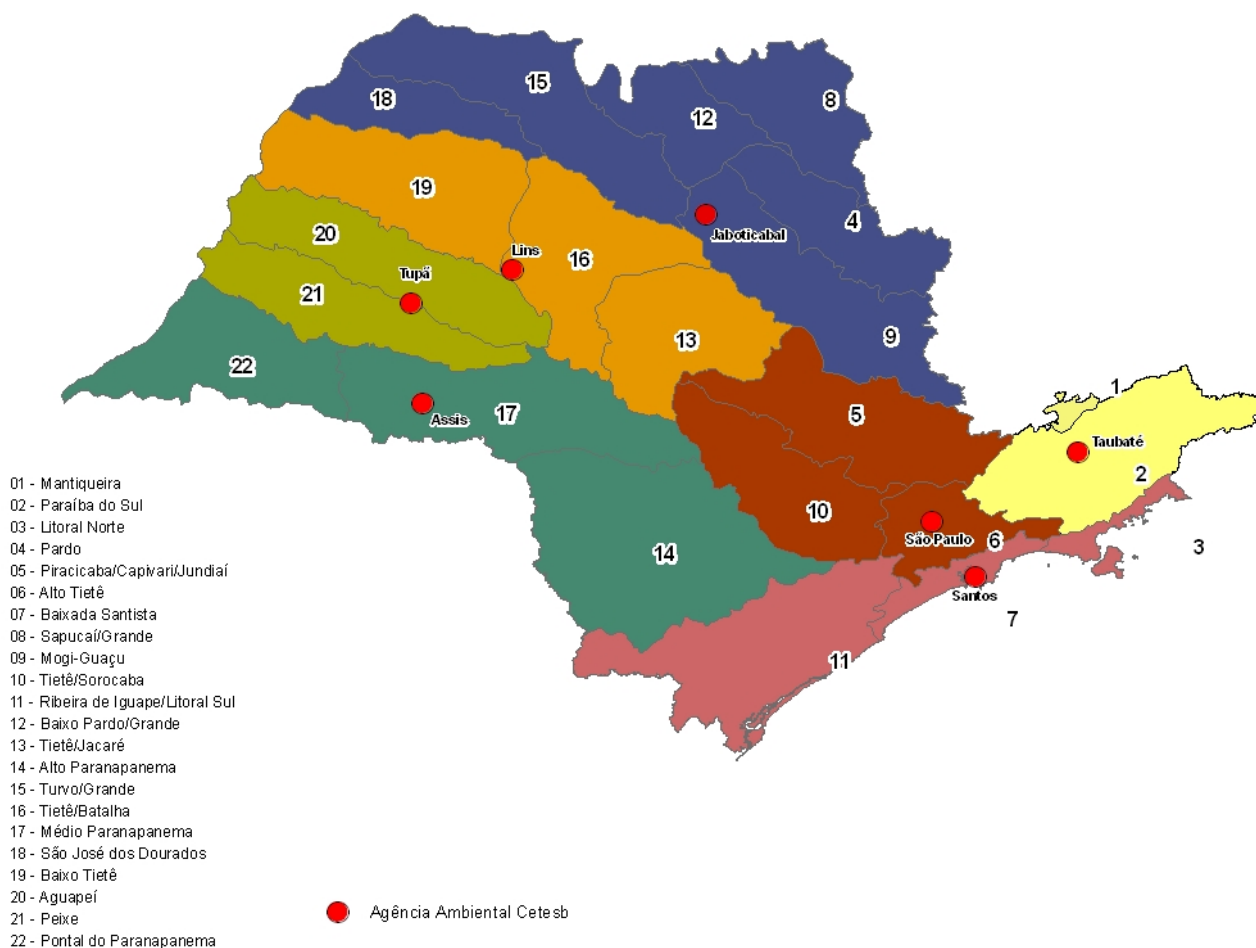 15
8
18
12
19
4
Jaboticabal
20
Lins
16
Tupã
21
9
13
22
1
5
17
Assis
Taubaté
2
10
São Paulo
6
3
14
Santos
7
11
01 - Mantiqueira
02 - Paraíba do Sul
03 - Litoral Norte
04 - Pardo
05 - Piracicaba/Capivari/Jundiaí
06 - Alto Tietê
07 - Baixada Santista
08 - Sapucaí/Grande
09 - Mogi-Guaçu
10 - Tietê/Sorocaba
11 - Ribeira de Iguape/Litoral Sul
12 - Baixo Pardo/Grande
13 - Tietê/Jacaré
14 - Alto Paranapanema
15 - Turvo/Grande
16 - Tietê/Batalha
17 - Médio Paranapanema
18 - São José dos Dourados
19 - Baixo Tietê
20 - Aguapeí
21 - Peixe
22 - Pontal do Paranapanema
Agência Ambiental Cetesb